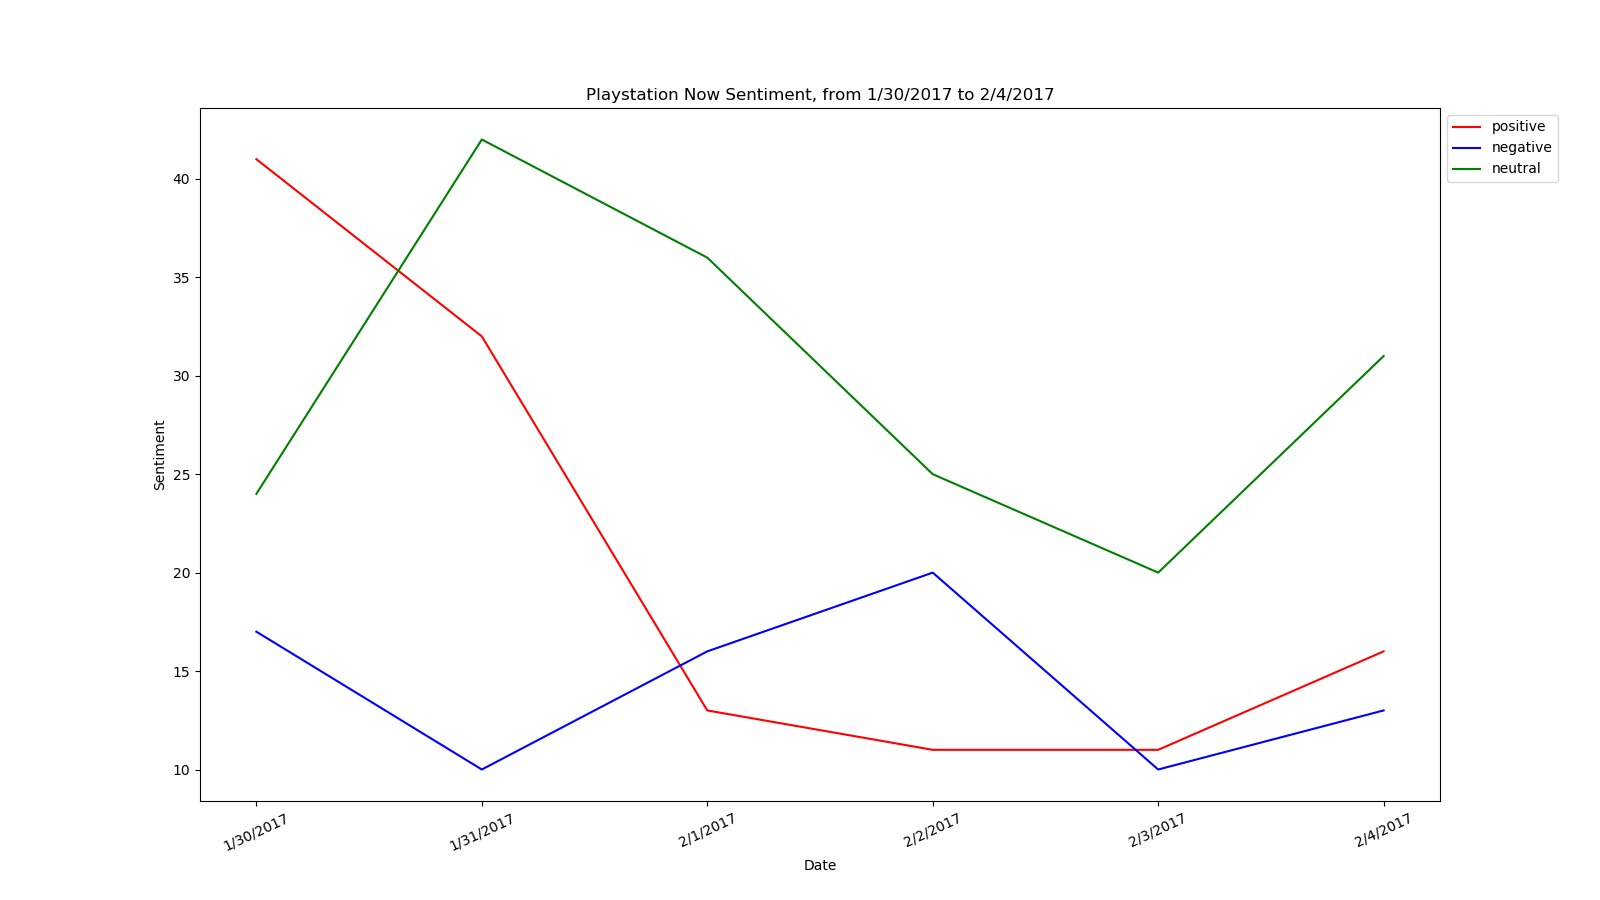 Playstation Now Sentiment, from 1/30/2017 to 2/4/2017
positive
negative
neutral
Sentiment
40
35
30
25
20
15
10
1/30/2017
1/31/2017
2/1/2017
2/2/2017
2/3/2017
2/4/2017
Date